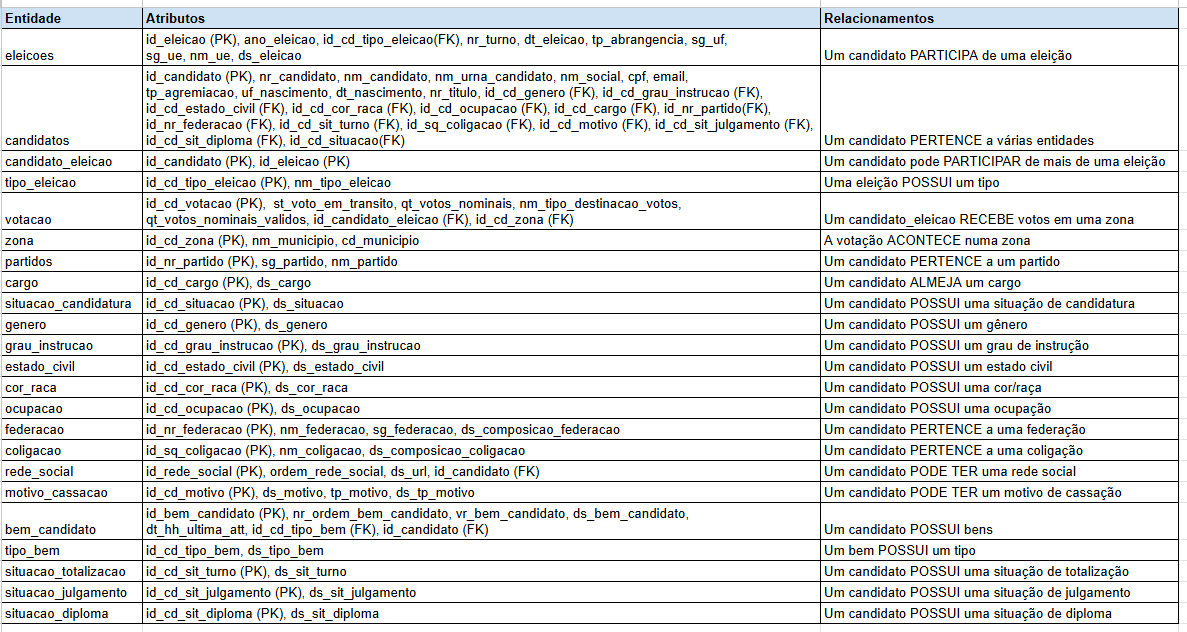 Entidade Atributos Relacionamentos
eleicoes id_eleicao (PK), ano_eleicao, id_cd_tipo_eleicao(FK), nr_turno, dt_eleicao, tp_abrangencia, sg_uf,
sg_ue, nm_ue, ds_eleicao Um candidato PARTICIPA de uma eleição
candidatos id_candidato (PK), nr_candidato, nm_candidato, nm_urna_candidato, nm_social, cpf, email,
tp_agremiacao, uf_nascimento, dt_nascimento, nr_titulo, id_cd_genero (FK), id_cd_grau_instrucao (FK),
id_cd_estado_civil (FK), id_cd_cor_raca (FK), id_cd_ocupacao (FK), id_cd_cargo (FK), id_nr_partido(FK),
id_nr_federacao (FK), id_cd_sit_turno (FK), id_sq_coligacao (FK), id_cd_motivo (FK), id_cd_sit_julgamento (FK),
id_cd_sit_diploma (FK), id_cd_situacao(FK) Um candidato PERTENCE a várias entidades
candidato_eleicao id_candidato (PK), id_eleicao (PK) Um candidato pode PARTICIPAR de mais de uma eleição
tipo_eleicao id_cd_tipo_eleicao (PK), nm_tipo_eleicao Uma eleição POSSUI um tipo
votacao id_cd_votacao (PK), st_voto_em_transito, qt_votos_nominais, nm_tipo_destinacao_votos,
qt_votos_nominais_validos, id_candidato_eleicao (FK), id_cd_zona (FK) Um candidato_eleicao RECEBE votos em uma zona
zona id_cd_zona (PK), nm_municipio, cd_municipio A votação ACONTECE numa zona
partidos id_nr_partido (PK), sg_partido, nm_partido Um candidato PERTENCE a um partido
cargo id_cd_cargo (PK), ds_cargo Um candidato ALMEJA um cargo
situacao_candidatura id_cd_situacao (PK), ds_situacao Um candidato POSSUI uma situação de candidatura
genero id_cd_genero (PK), ds_genero Um candidato POSSUI um gênero
grau_instrucao id_cd_grau_instrucao (PK), ds_grau_instrucao Um candidato POSSUI um grau de instrução
estado_civil id_cd_estado_civil (PK), ds_estado_civil Um candidato POSSUI um estado civil
cor_raca id_cd_cor_raca (PK), ds_cor_raca Um candidato POSSUI uma cor/raça
ocupacao id_cd_ocupacao (PK), ds_ocupacao Um candidato POSSUI uma ocupação
federacao id_nr_federacao (PK), nm_federacao, sg_federacao, ds_composicao_federacao Um candidato PERTENCE a uma federação
coligacao id_sq_coligacao (PK), nm_coligacao, ds_composicao_coligacao Um candidato PERTENCE a uma coligação
rede_social id_rede_social (PK), ordem_rede_social, ds_url, id_candidato (FK) Um candidato PODE TER uma rede social
motivo_cassacao id_cd_motivo (PK), ds_motivo, tp_motivo, ds_tp_motivo Um candidato PODE TER um motivo de cassação
bem_candidato id_bem_candidato (PK), nr_ordem_bem_candidato, vr_bem_candidato, ds_bem_candidato,
dt_hh_ultima_att, id_cd_tipo_bem (FK), id_candidato (FK) Um candidato POSSUI bens
tipo_bem id_cd_tipo_bem, ds_tipo_bem Um bem POSSUI um tipo
situacao_totalizacao id_cd_sit_turno (PK), ds_sit_turno Um candidato POSSUI uma situação de totalização
situacao_julgamento id_cd_sit_julgamento (PK), ds_sit_julgamento Um candidato POSSUI uma situação de julgamento
situacao_diploma id_cd_sit_diploma (PK), ds_sit_diploma Um candidato POSSUI uma situação de diploma